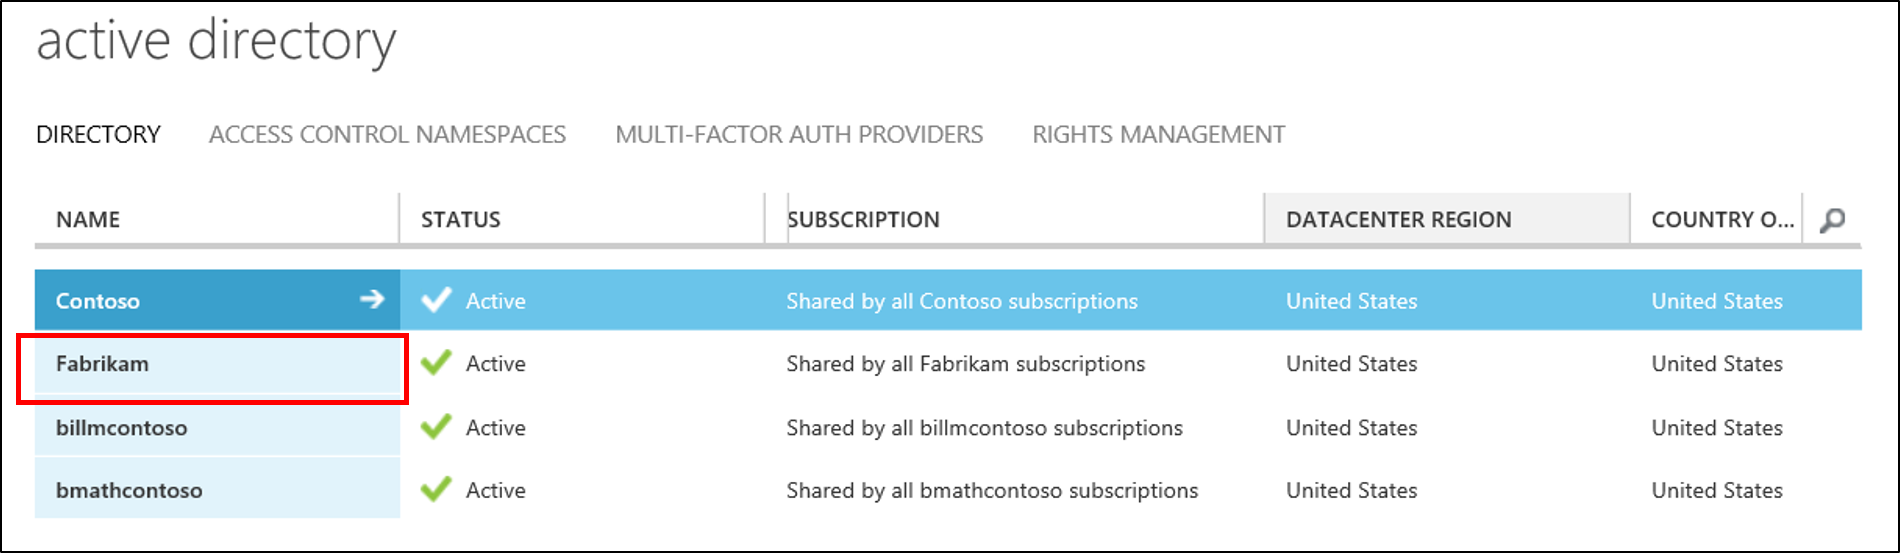 active directory
DIRECTORY ACCESS CONTROL NAMESPACES MULTI-FACTOR AUTH PROVIDERS RIGHTS MANAGEMENT
NAME STATUS SUBSCRIPTION DATACENTER REGION COUNTRY O...
Contoso Active Shared by all Contoso subscriptions United States United States
Fabrikam Active Shared by all Fabrikam subscriptions United States United States
billmcontoso Active Shared by all billmcontoso subscriptions United States United States
bmathcontoso Active Shared by all bmathcontoso subscriptions United States United States